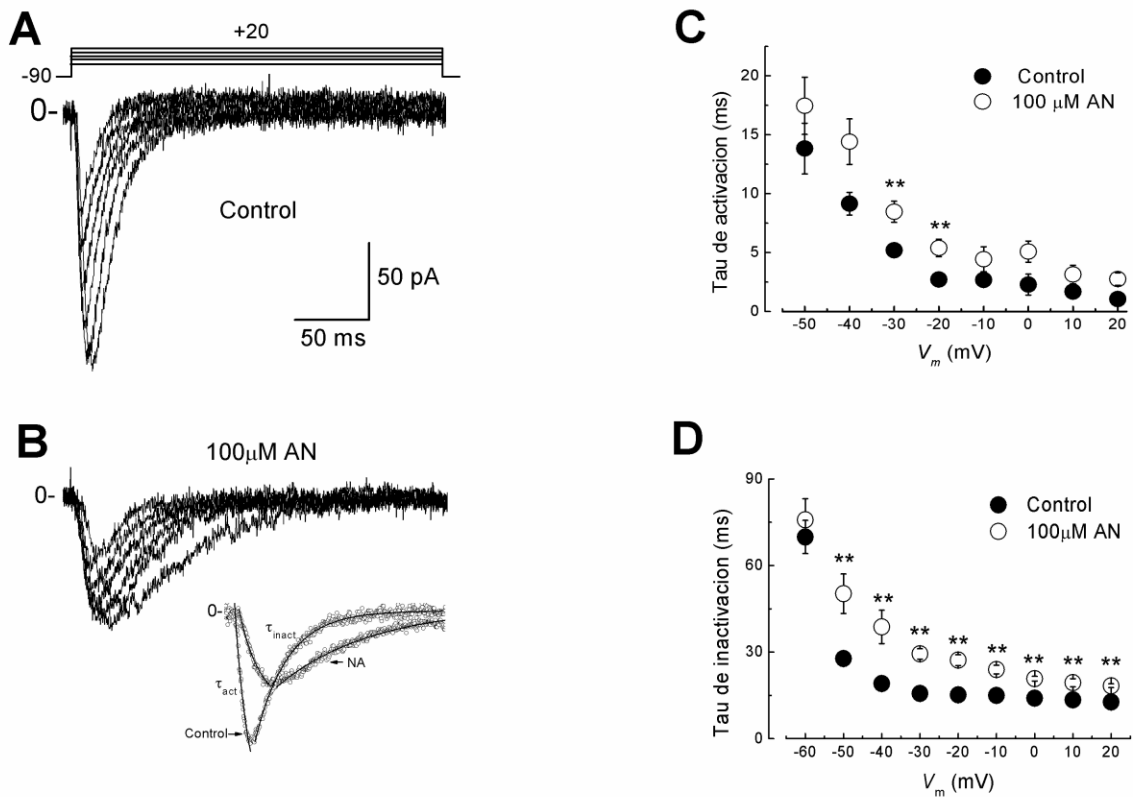 A
+20
-90
0-
Control
50 pA
50 ms
B
100μM AN
0-
0-
τinact
NA
τact
Control
C
Control
100 μM AN
Tau de activacion (ms)
20
15
10
5
0
**
**
-50 -40 -30 -20 -10 0 10 20
Vm (mV)
D
Control
100μM AN
Tau de inactivacion (ms)
90
60
30
0
** ** ** ** ** ** ** **
-60 -50 -40 -30 -20 -10 0 10 20
Vm (mV)